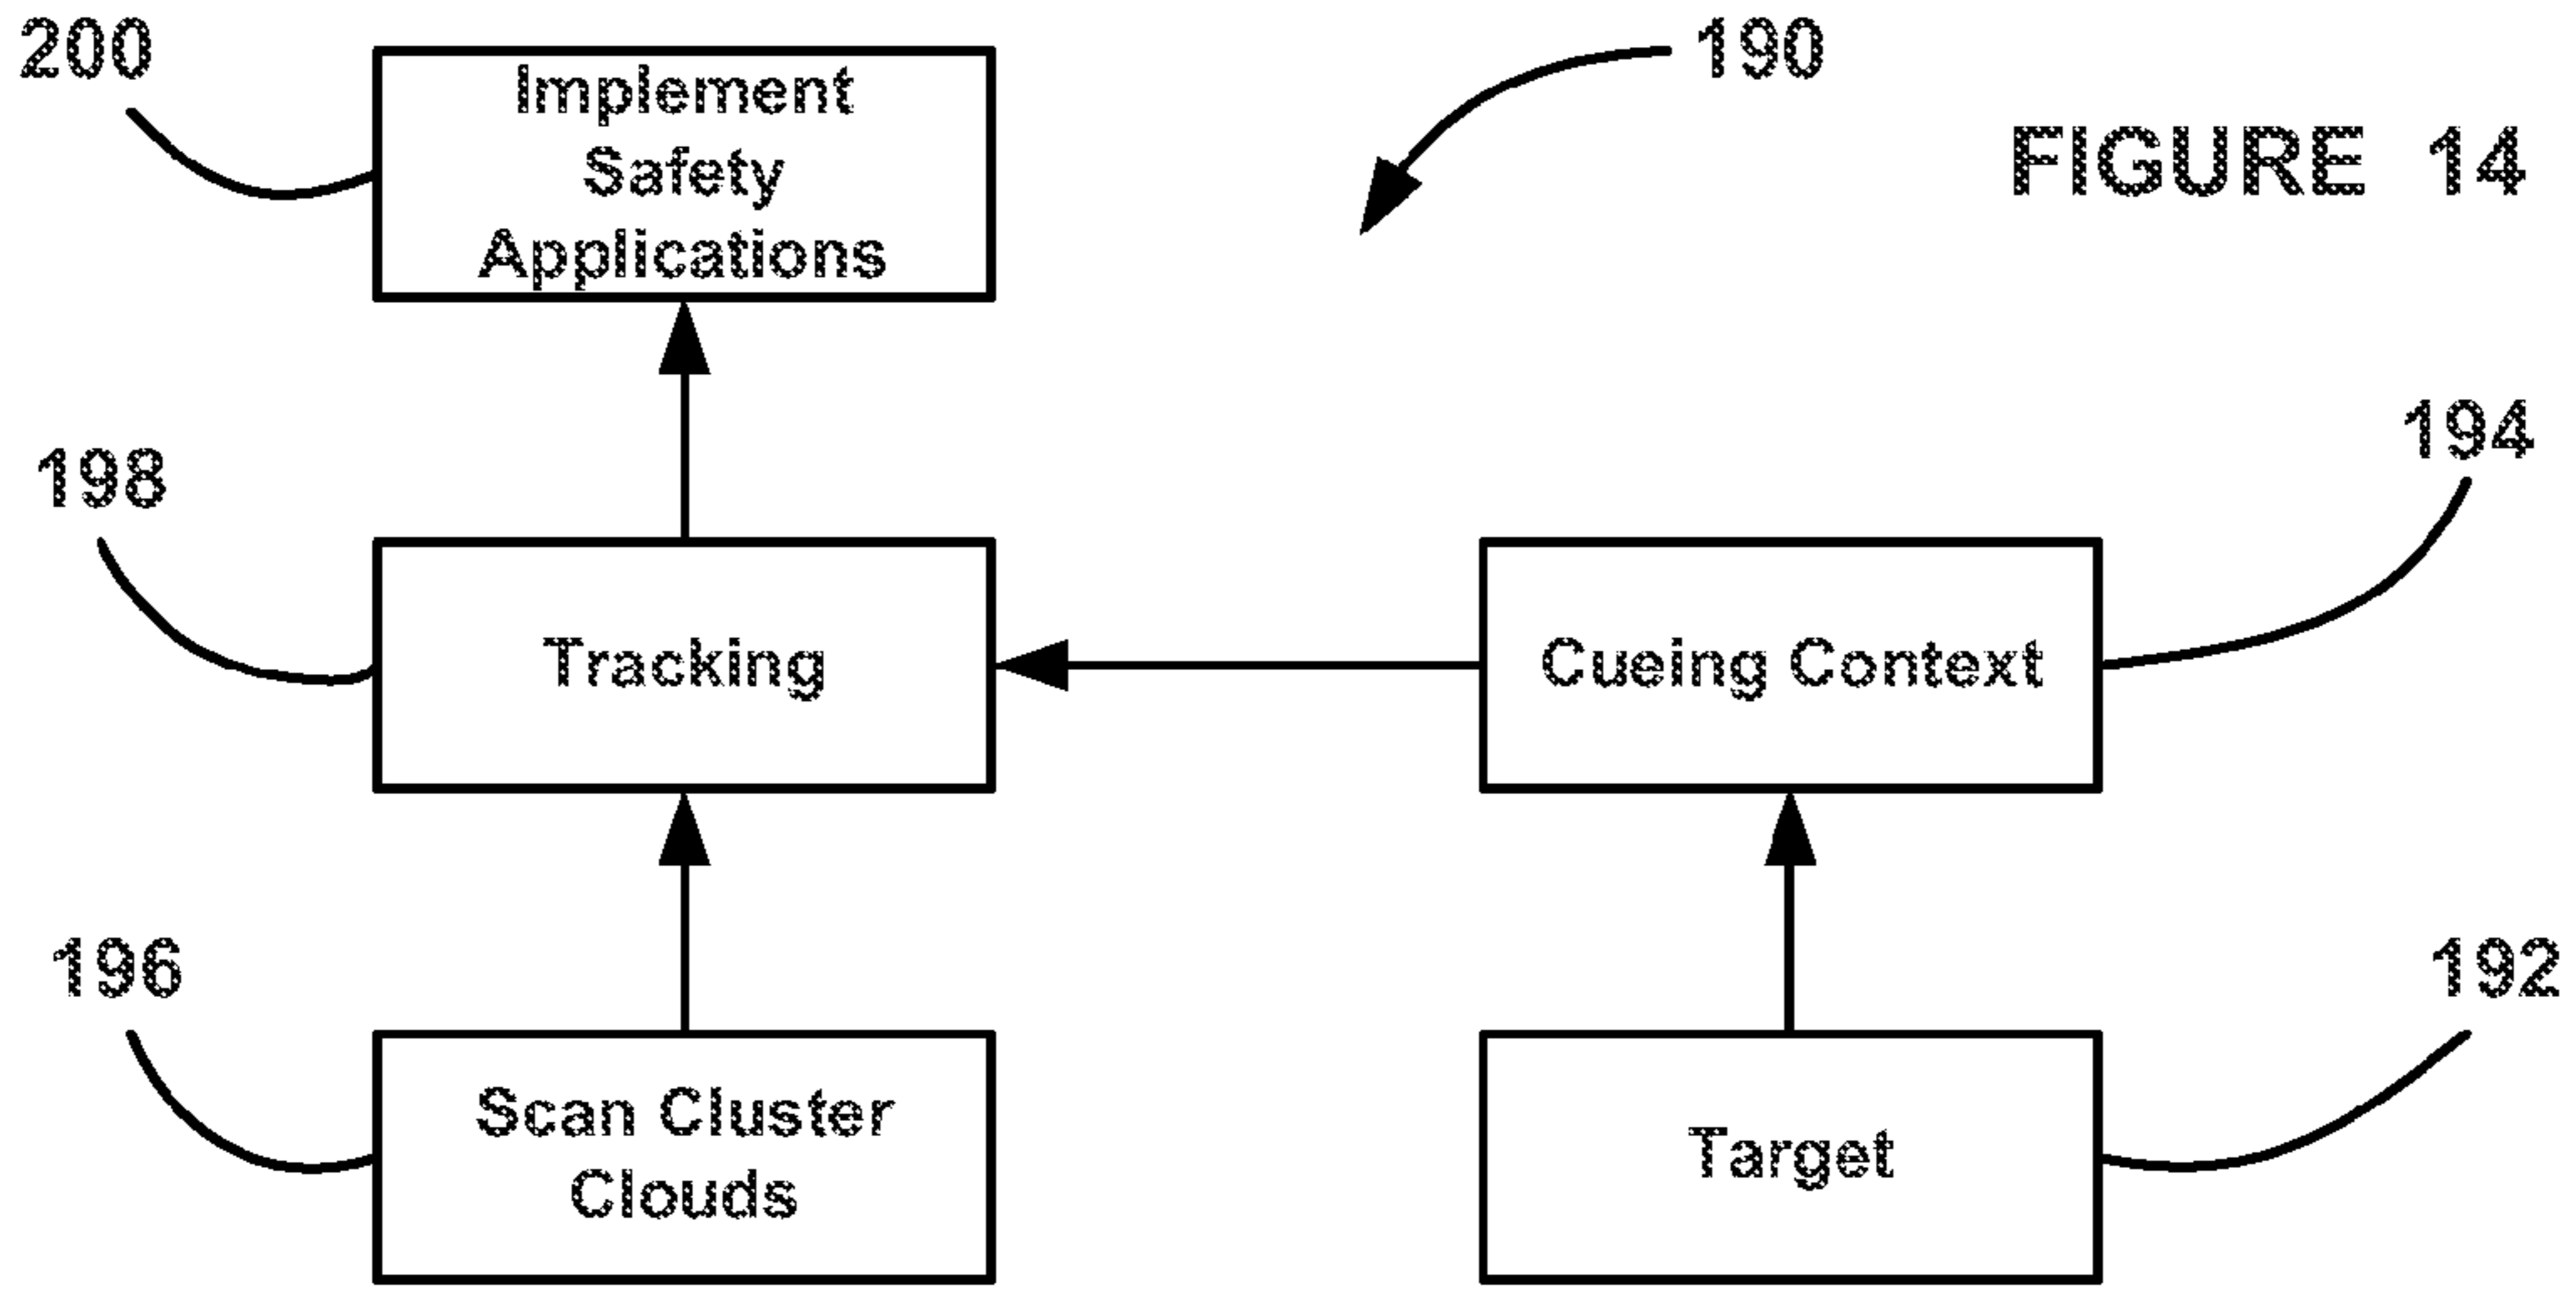 200
Implement
Safety
Applications
190
FIGURE 14
198
Tracking
Cueing Context
194
196
Scan Cluster
Clouds
Target
192